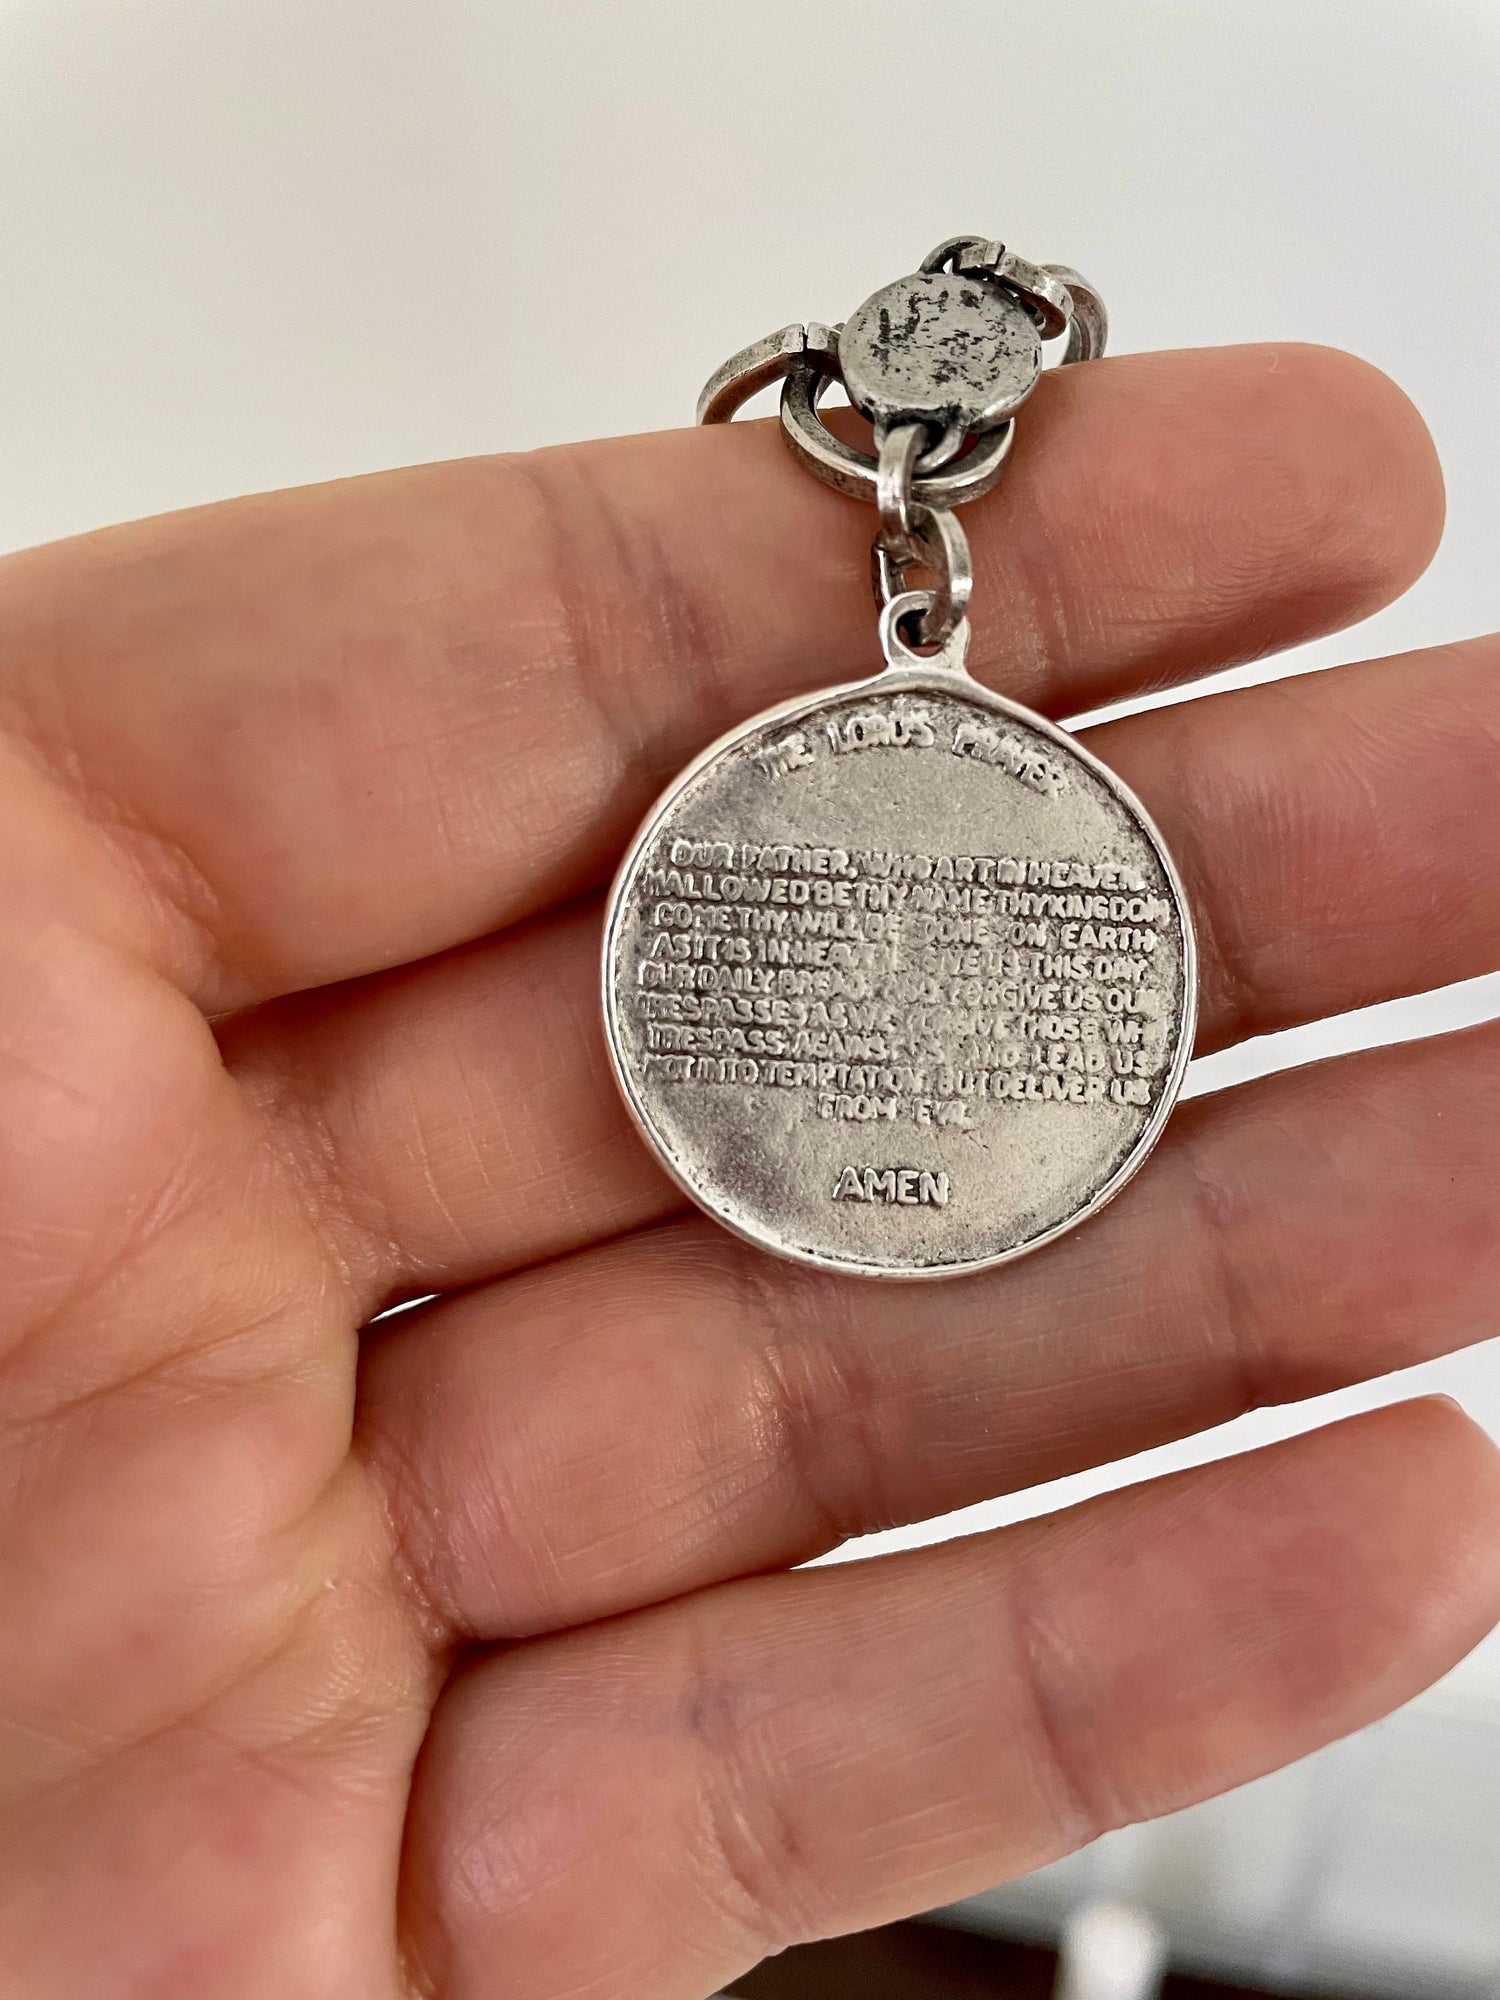 THE LORD'S PRAYER
OUR FATHER, WHO ART IN HEAVEN
HALLOWED BE THY NAME THY KINGDOM
COME THY WILL BE DONE ON EARTH
AS IT IS IN HEAVEN GIVE US THIS DAY
OUR DAILY BREAD AND FORGIVE US OUR
TRESPASSES AS WE FORGIVE THOSE WHO
TRESPASS AGAINST US AND LEAD US
NOT INTO TEMPTATION BUT DELIVER US
FROM EVIL
AMEN